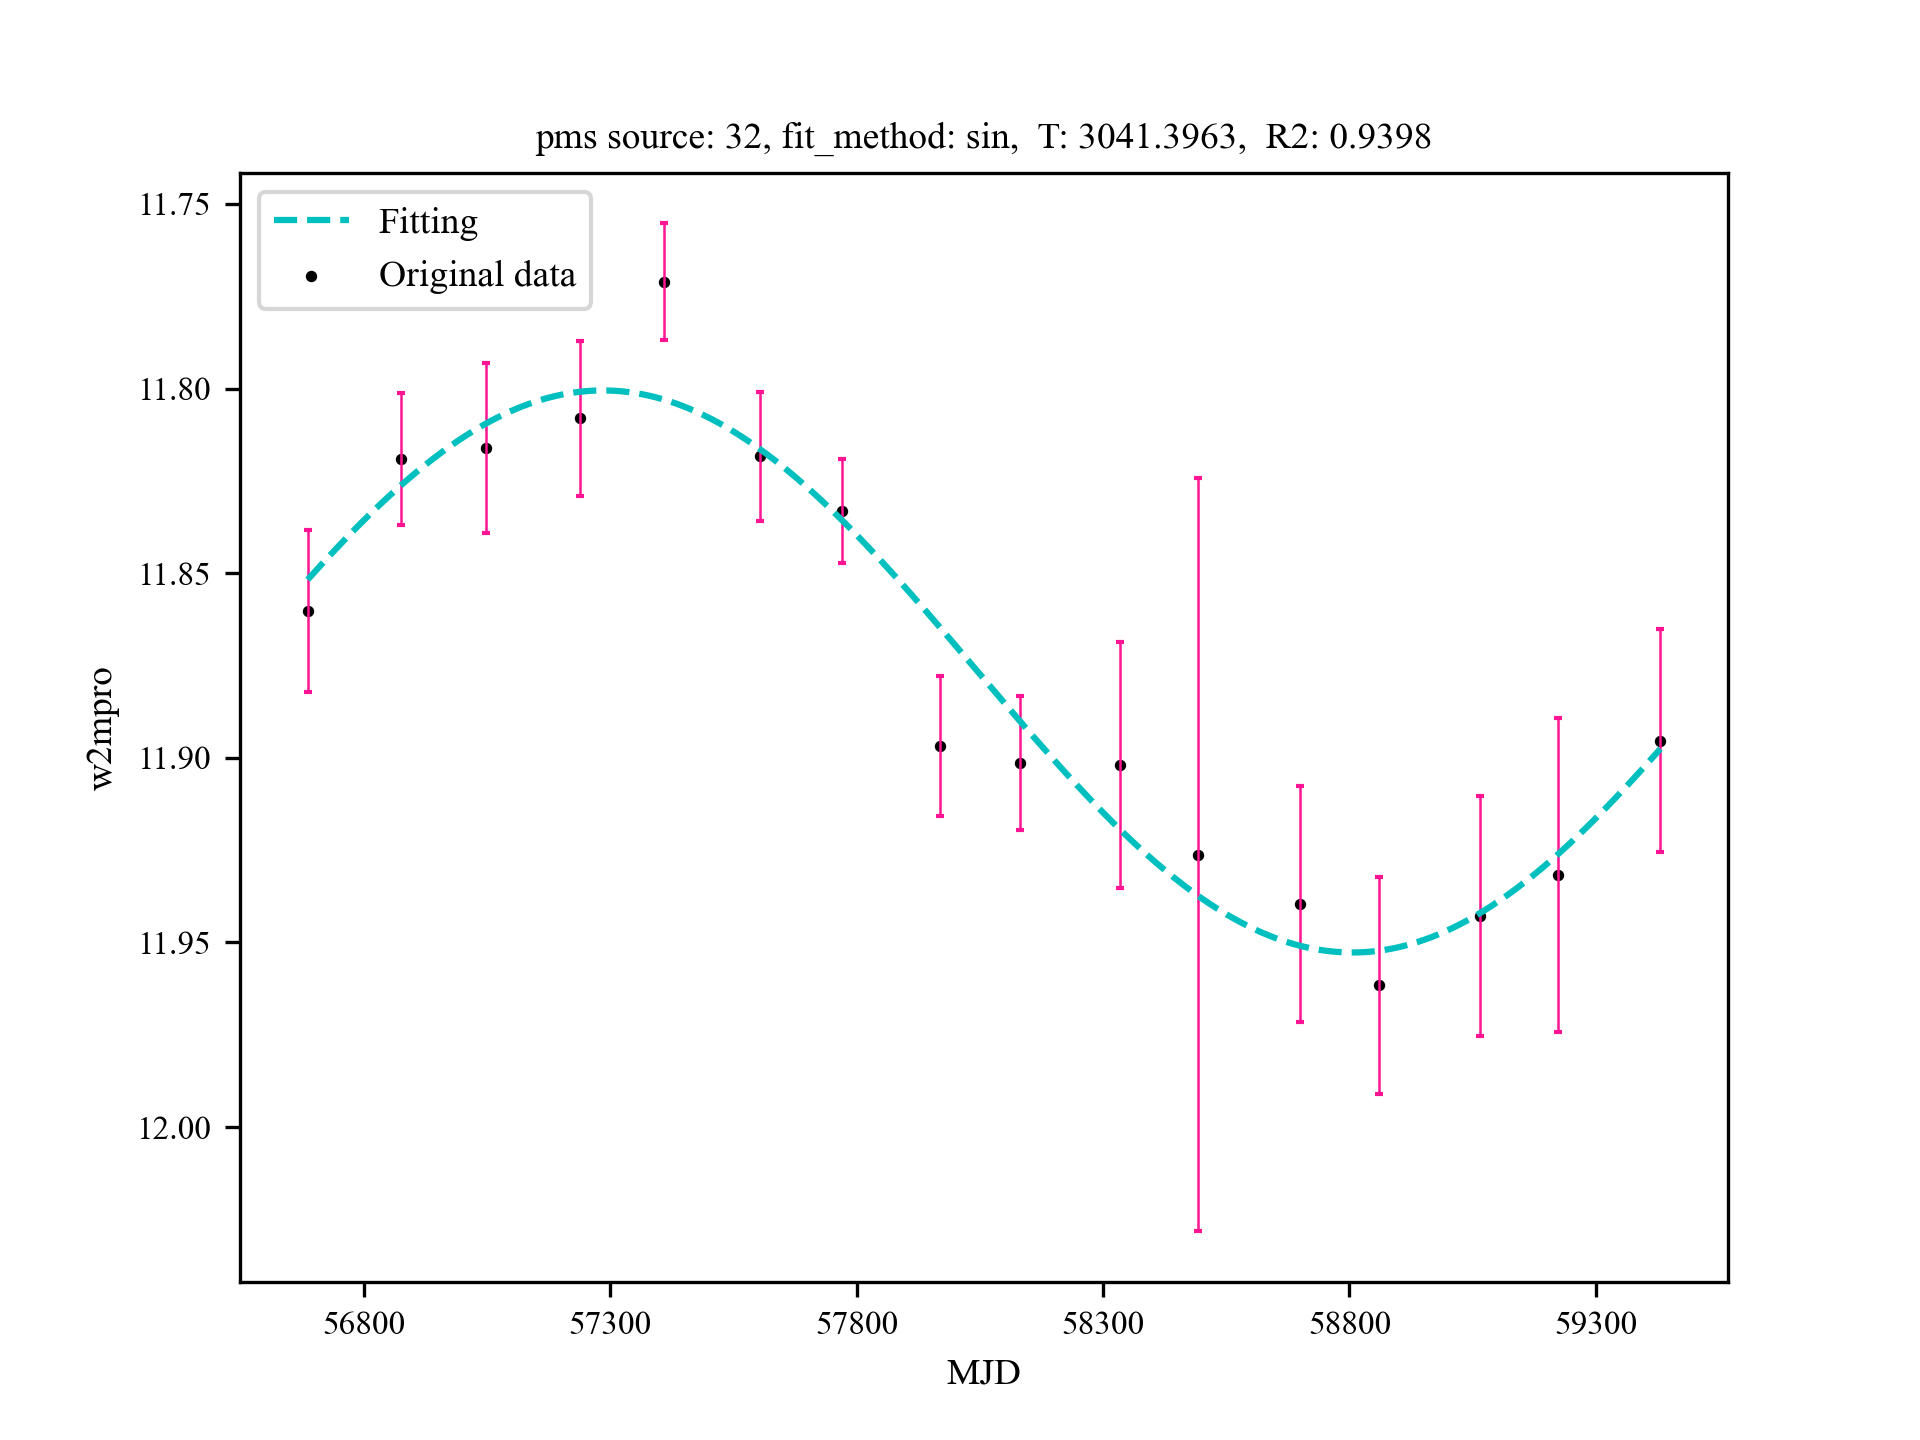 pms source: 32, fit_method: sin,  T: 3041.3963,  R2: 0.9398
Fitting
Original data
11.75
11.80
11.85
11.90
11.95
12.00
w2mpro
56800 57300 57800 58300 58800 59300
MJD